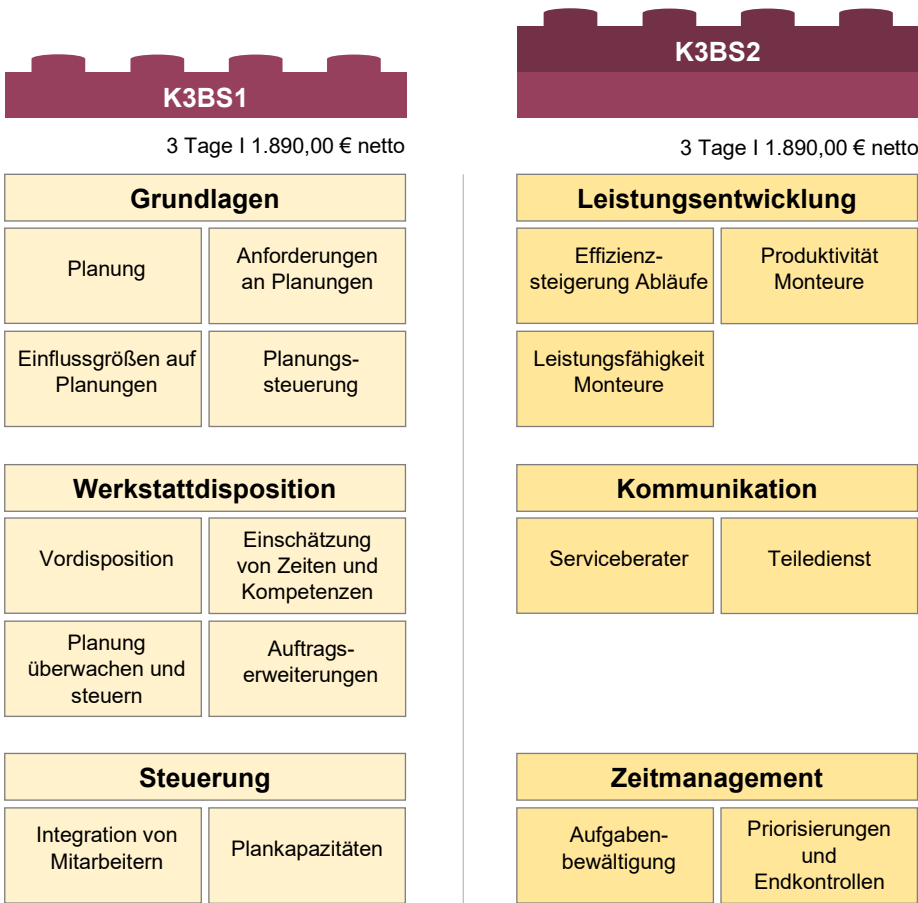 K3BS1
3 Tage I 1.890,00 € netto
Grundlagen
Planung
Anforderungen
an Planungen
Einflussgrößen auf
Planungen
Planungs-
steuerung
Werkstattdisposition
Vordisposition
Einschätzung
von Zeiten und
Kompetenzen
Planung
überwachen und
steuern
Auftrags-
erweiterungen
Steuerung
Integration von
Mitarbeitern
Plankapazitäten
K3BS2
3 Tage I 1.890,00 € netto
Leistungsentwicklung
Effizienz-
steigerung Abläufe
Produktivität
Monteure
Leistungsfähigkeit
Monteure
Kommunikation
Serviceberater
Teiledienst
Zeitmanagement
Aufgaben-
bewältigung
Priorisierungen
und
Endkontrollen